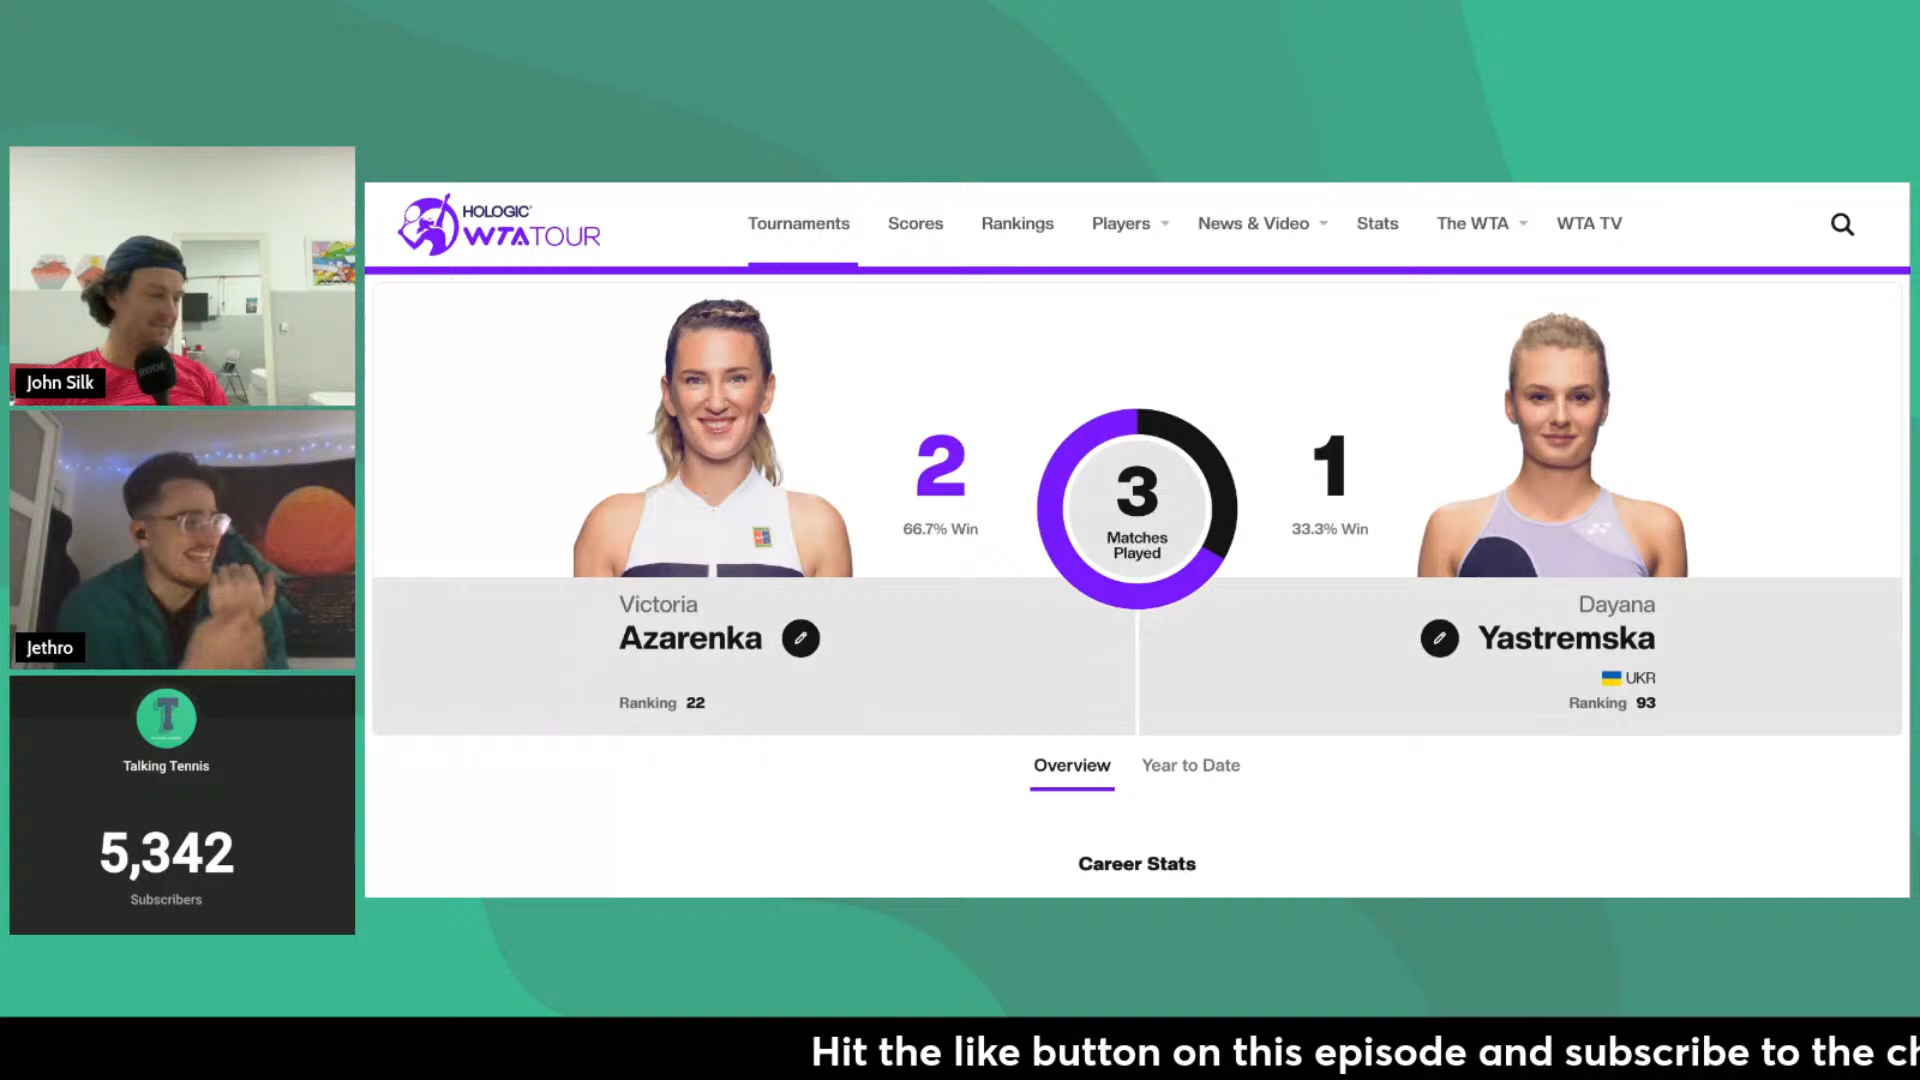 HOLOGIC
WTATOUR
Tournaments
Scores
Rankings
Players
News & Video
Stats
The WTA
WTA TV
RODE
John Silk
Jethro
T
Talking Tennis
5,342
Subscribers
2
66.7% Win
3
Matches
Played
1
33.3% Win
Victoria
Azarenka
Ranking 22
Dayana
Yastremska
UKR
Ranking 93
Overview
Year to Date
Career Stats
Hit the like button on this episode and subscribe to the ch